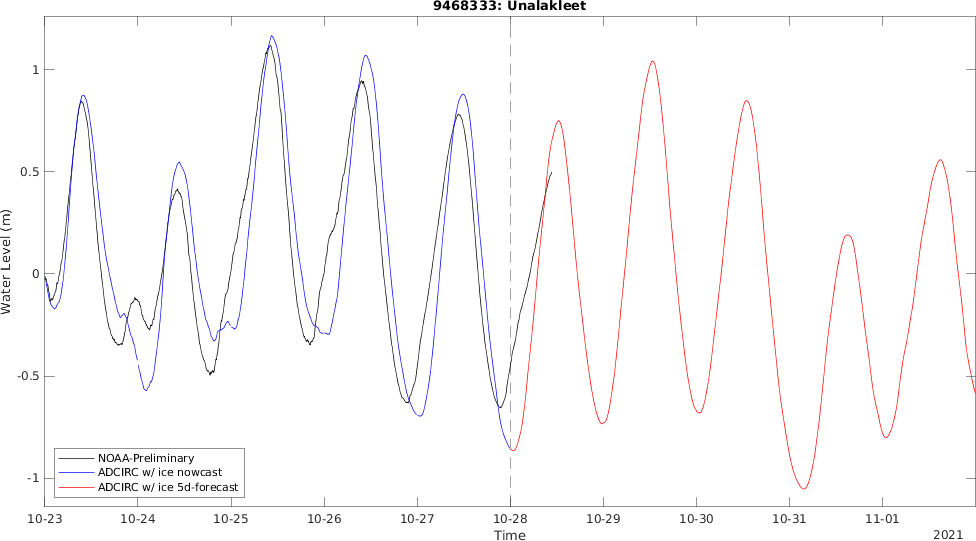 9468333: Unalakleet
Water Level (m)
1
0.5
0
-0.5
-1
NOAA-Preliminary
ADCIRC w/ ice nowcast
ADCIRC w/ ice 5d-forecast
10-23 10-24 10-25 10-26 10-27 10-28 10-29 10-30 10-31 11-01
Time
2021